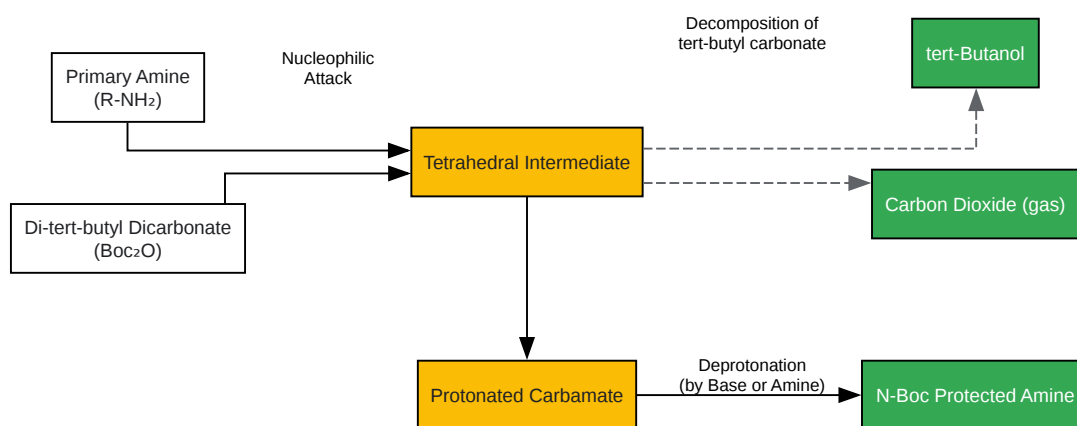 Primary Amine
(R-NH₂)
Nucleophilic
Attack
Decomposition of
tert-butyl carbonate
tert-Butanol
Tetrahedral Intermediate
Di-tert-butyl Dicarbonate
(Boc₂O)
Carbon Dioxide (gas)
Protonated Carbamate
Deprotonation
(by Base or Amine)
N-Boc Protected Amine